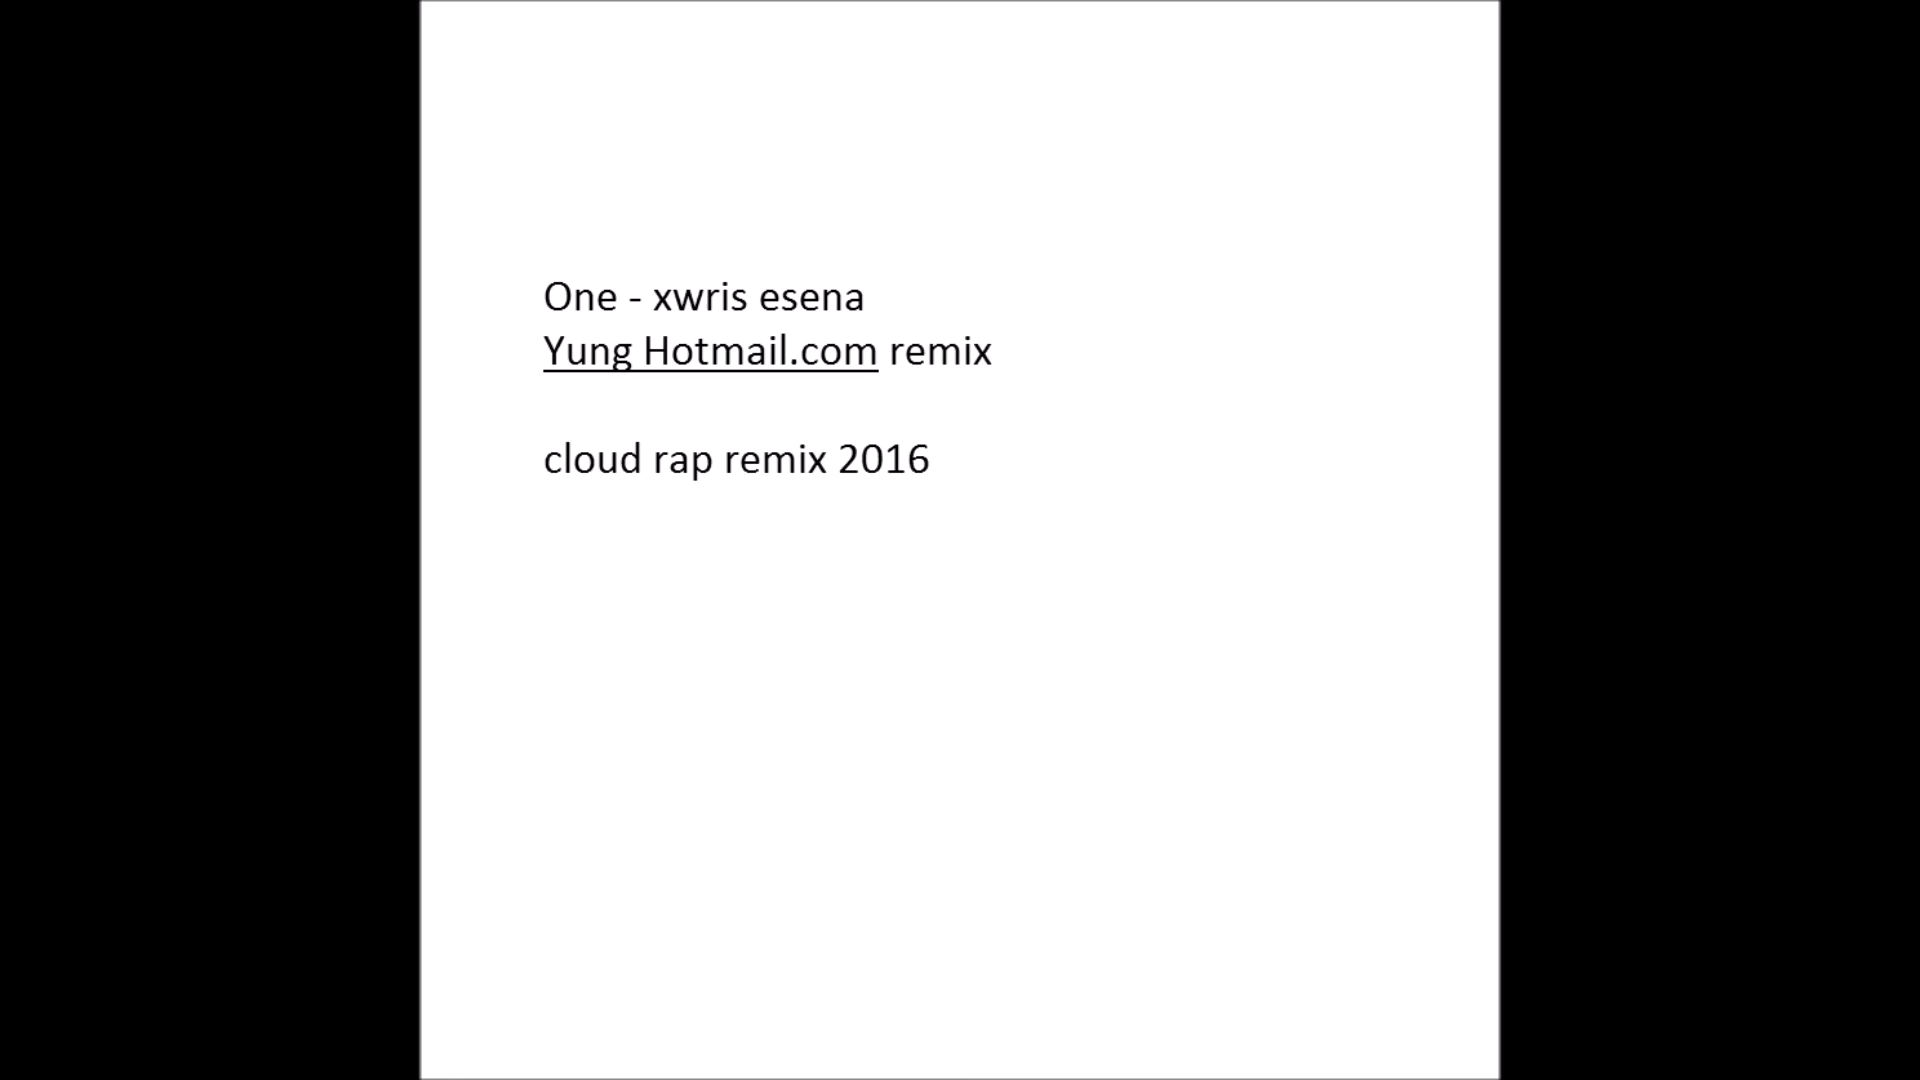 One - xwris esena
Yung Hotmail.com remix
cloud rap remix 2016